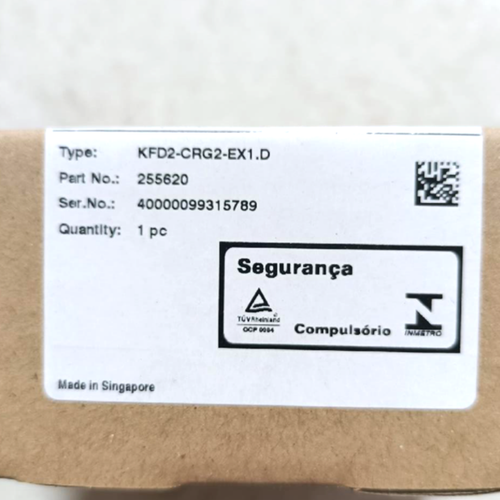 Type: KFD2-CRG2-EX1.D
Part No.: 255620
Ser.No.: 40000099315789
Quantity: 1 pc
Segurança
TÜVRheinland
OCP 0004
Compulsório
INMETRO
Made in Singapore